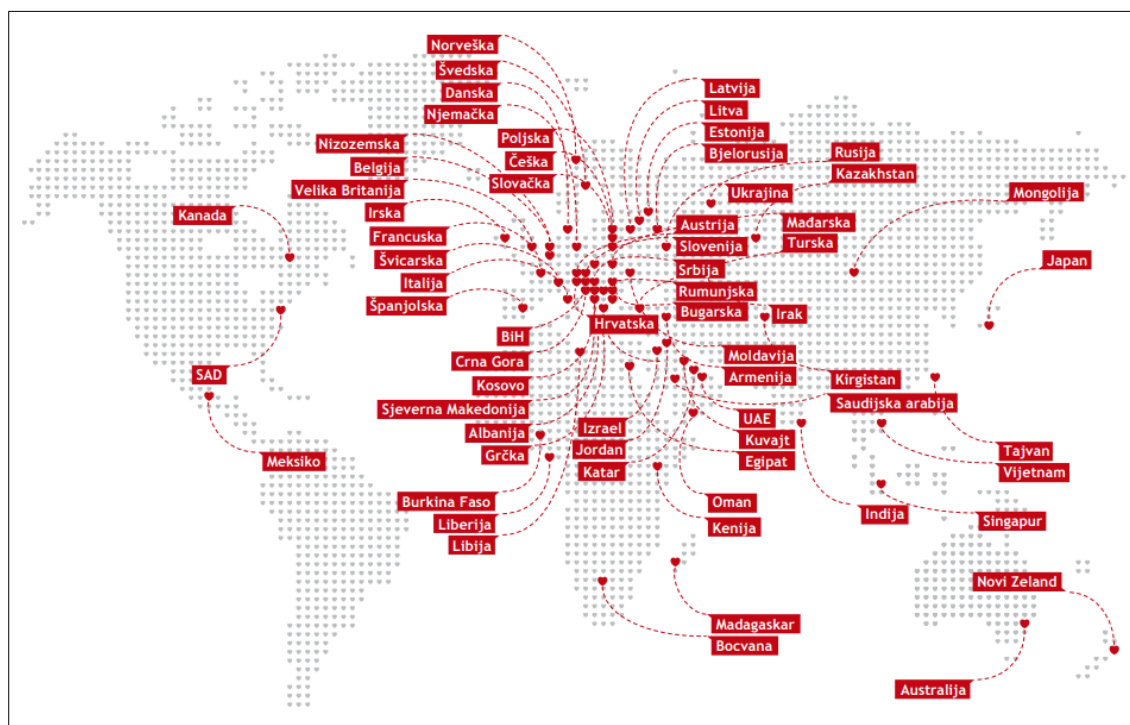 Norveška
Švedska
Danska
Njemačka
Nizozemska
Belgija
Velika Britanija
Irska
Francuska
Švicarska
Italija
Španjolska
Poljska
Češka
Slovačka
Latvija
Litva
Estonija
Bjelorusija
Rusija
Kazakhstan
Ukrajina
Mongolija
Kanada
Austrija
Mađarska
Slovenija
Turska
Srbija
Japan
Rumunjska
Bugarska
Irak
Hrvatska
BiH
Crna Gora
Kosovo
Sjeverna Makedonija
Albanija
Grčka
Moldavija
Armenija
Kirgistan
Saudijska arabija
SAD
Meksiko
Izrael
Jordan
Katar
UAE
Kuvajt
Egipat
Tajvan
Vijetnam
Burkina Faso
Liberija
Libija
Oman
Kenija
Indija
Singapur
Novi Zeland
Madagaskar
Bocvana
Australija